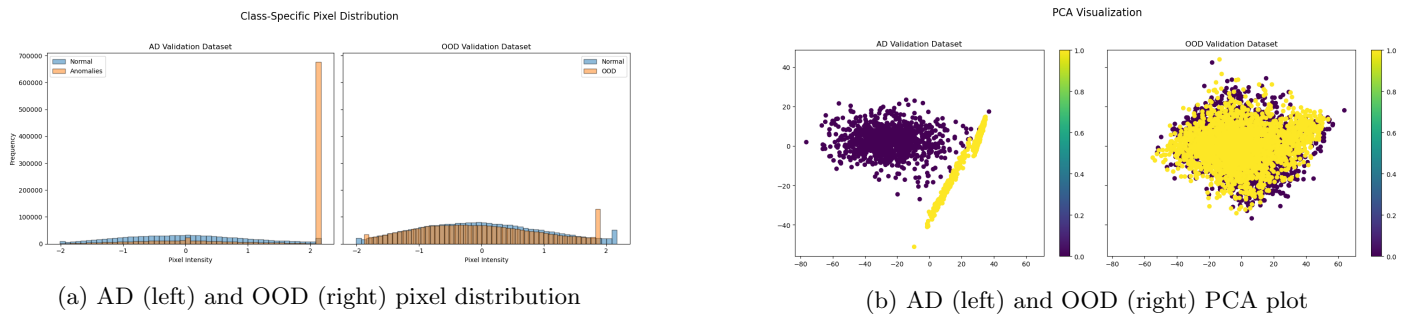 Class-Specific Pixel Distribution
AD Validation Dataset
OOD Validation Dataset
Normal
Anomalies
Normal
OOD
Frequency
700000
600000
500000
400000
300000
200000
100000
0
−2 −1 0 1 2
−2 −1 0 1 2
Pixel Intensity
Pixel Intensity
(a) AD (left) and OOD (right) pixel distribution
PCA Visualization
AD Validation Dataset
OOD Validation Dataset
40
20
0
−20
−40
−80 −60 −40 −20 0 20 40 60
1.0
0.8
0.6
0.4
0.2
0.0
−80 −60 −40 −20 0 20 40 60
1.0
0.8
0.6
0.4
0.2
0.0
(b) AD (left) and OOD (right) PCA plot